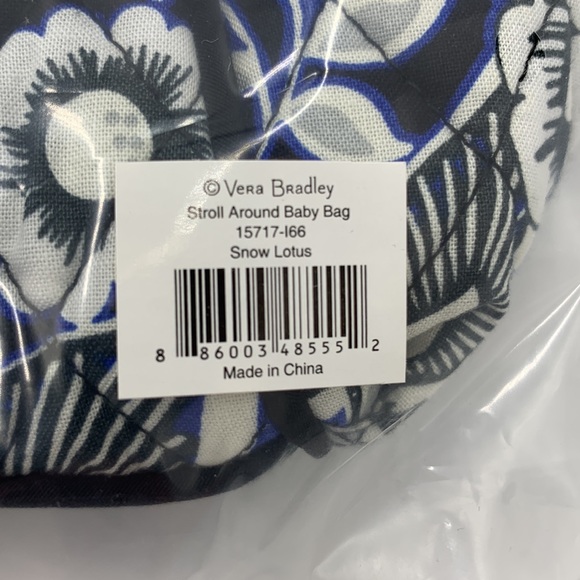 © Vera Bradley
Stroll Around Baby Bag
15717-I66
Snow Lotus
8 86003 48555 2
Made in China